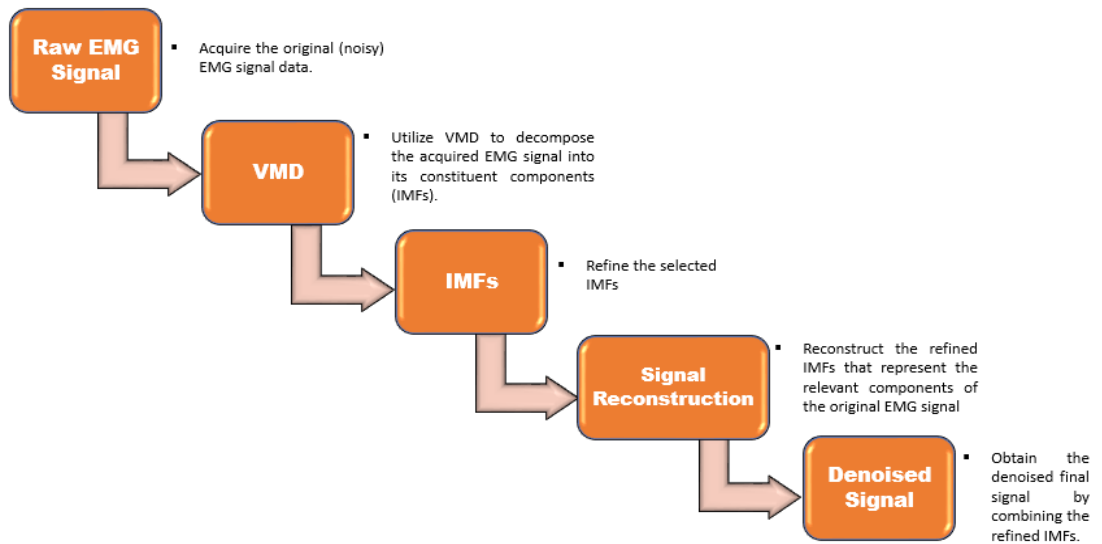 Raw EMG
Signal
▪ Acquire the original (noisy)
EMG signal data.
VMD
▪ Utilize VMD to decompose
the acquired EMG signal into
its constituent components
(IMFs).
IMFs
▪ Refine the selected
IMFs
Signal
Reconstruction
▪ Reconstruct the refined
IMFs that represent the
relevant components of
the original EMG signal
Denoised
Signal
▪ Obtain the
denoised final
signal by
combining the
refined IMFs.